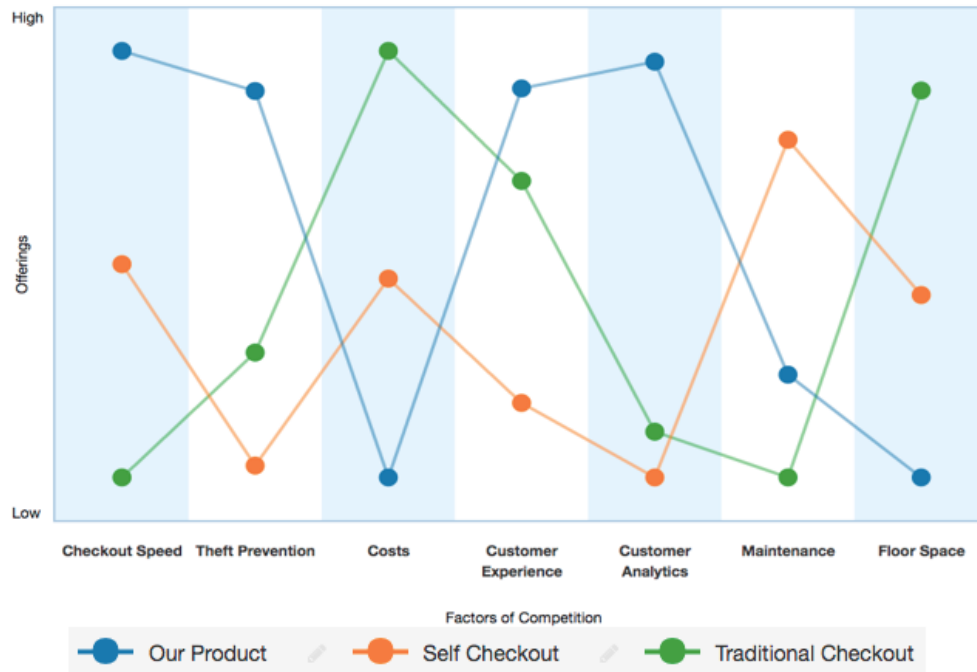 High
Offerings
Low
Checkout Speed
Theft Prevention
Costs
Customer
Experience
Customer
Analytics
Maintenance
Floor Space
Factors of Competition
Our Product
Self Checkout
Traditional Checkout